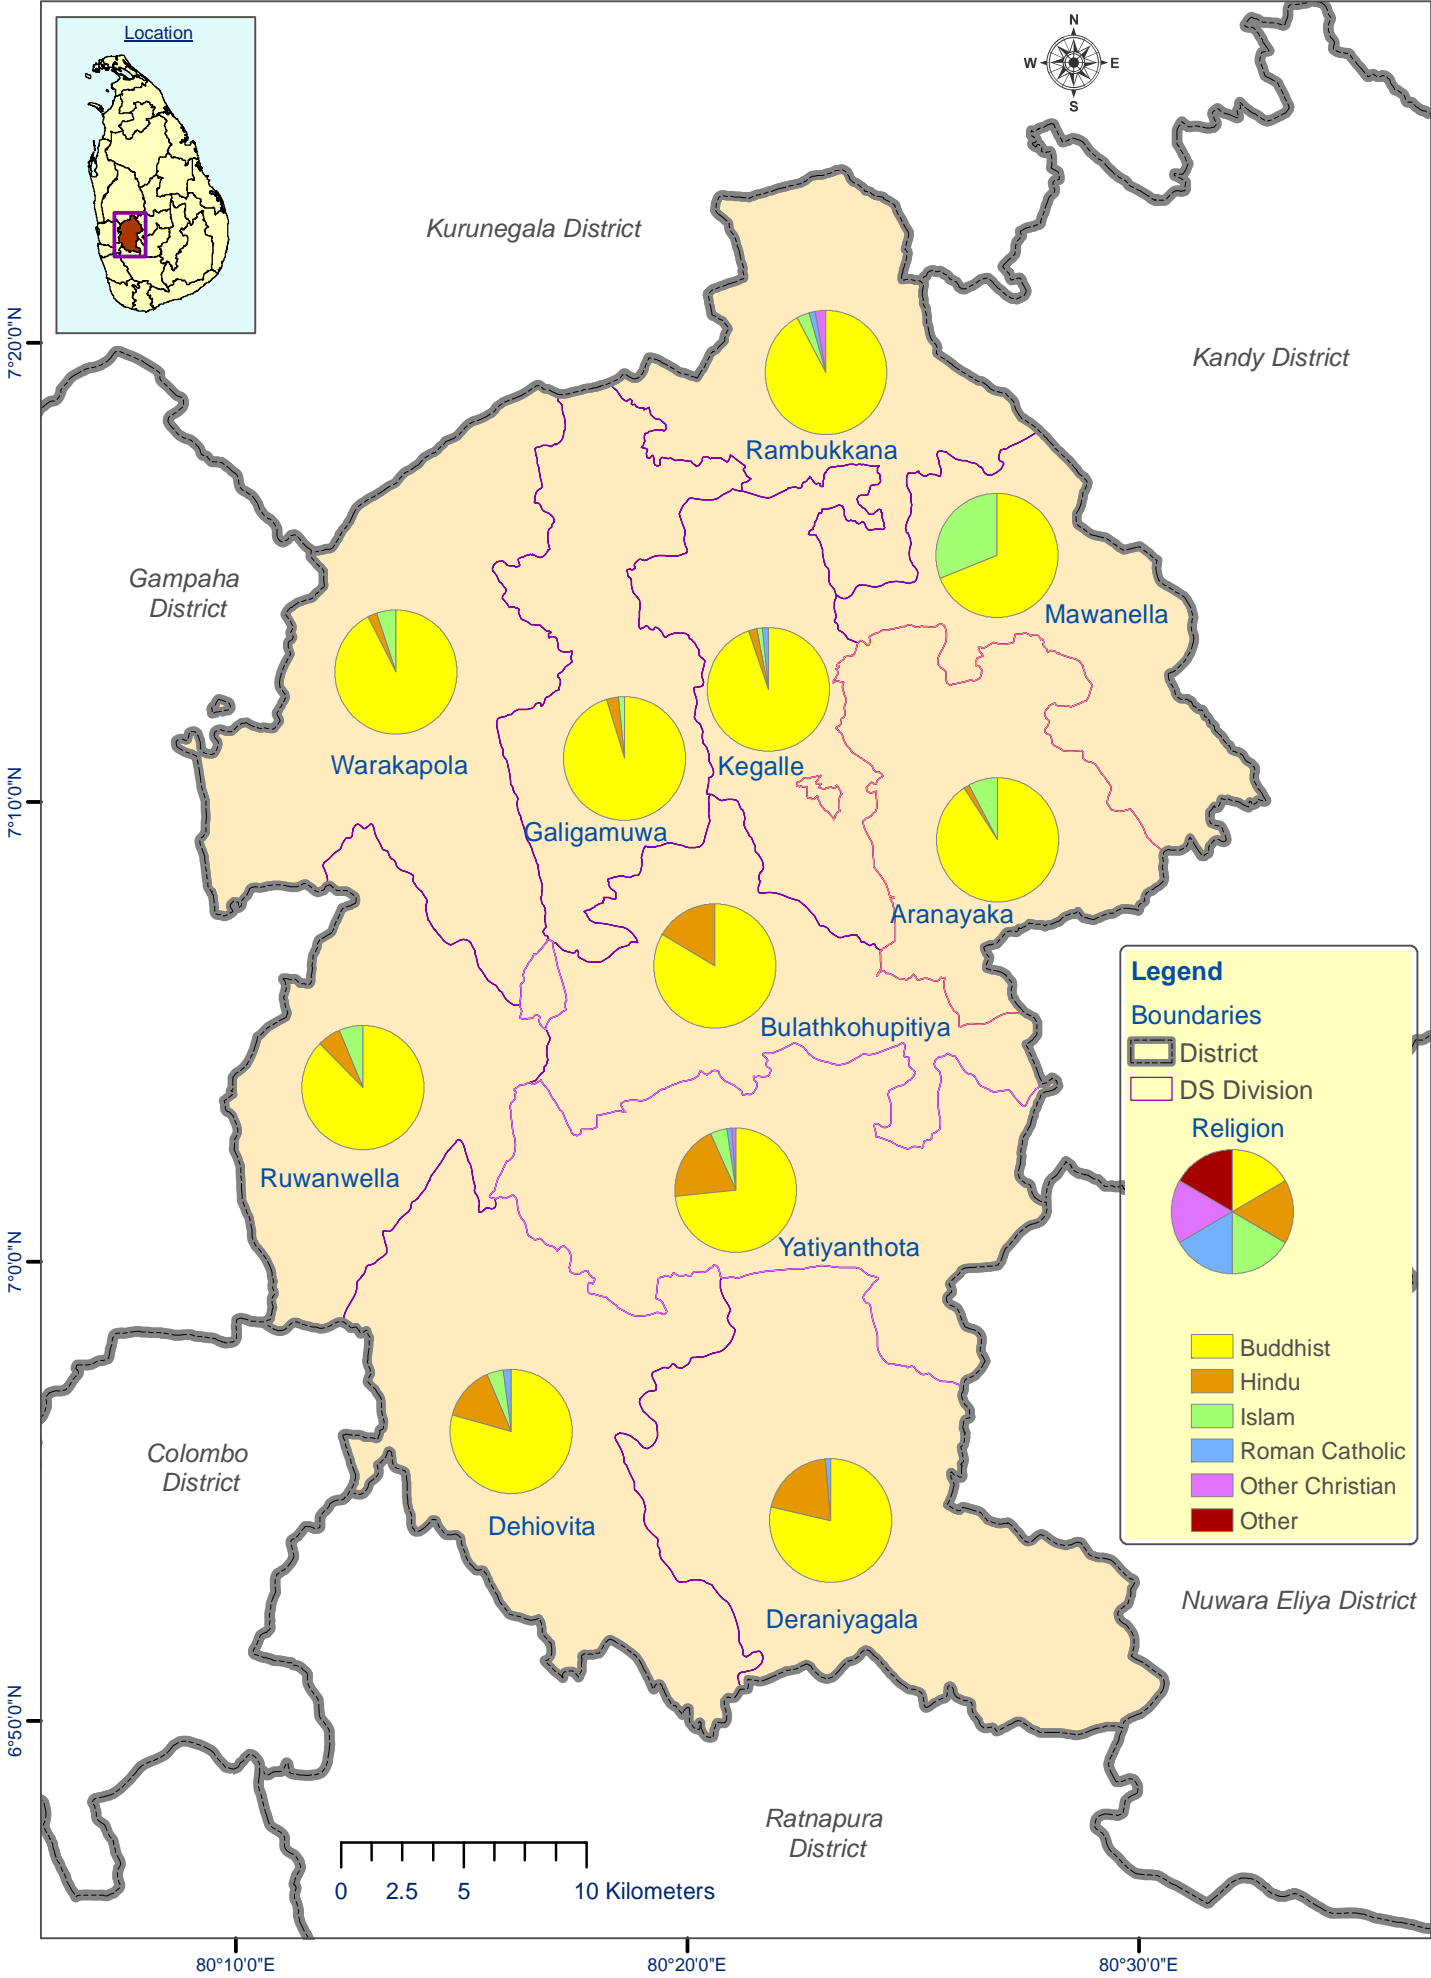 Location
N
W
E
S
Kurunegala District
Kandy District
7°20'0"N
Rambukkana
Gampaha
District
Mawanella
Warakapola
Kegalle
7°10'0"N
Galigamuwa
Aranayaka
Bulathkohupitiya
Ruwanwella
Yatiyanthota
7°0'0"N
Colombo
District
Dehiovita
Deraniyagala
Legend
Boundaries
District
DS Division
Religion
Buddhist
Hindu
Islam
Roman Catholic
Other Christian
Other
Nuwara Eliya District
6°50'0"N
Ratnapura
District
0 2.5 5 10 Kilometers
80°10'0"E 80°20'0"E 80°30'0"E